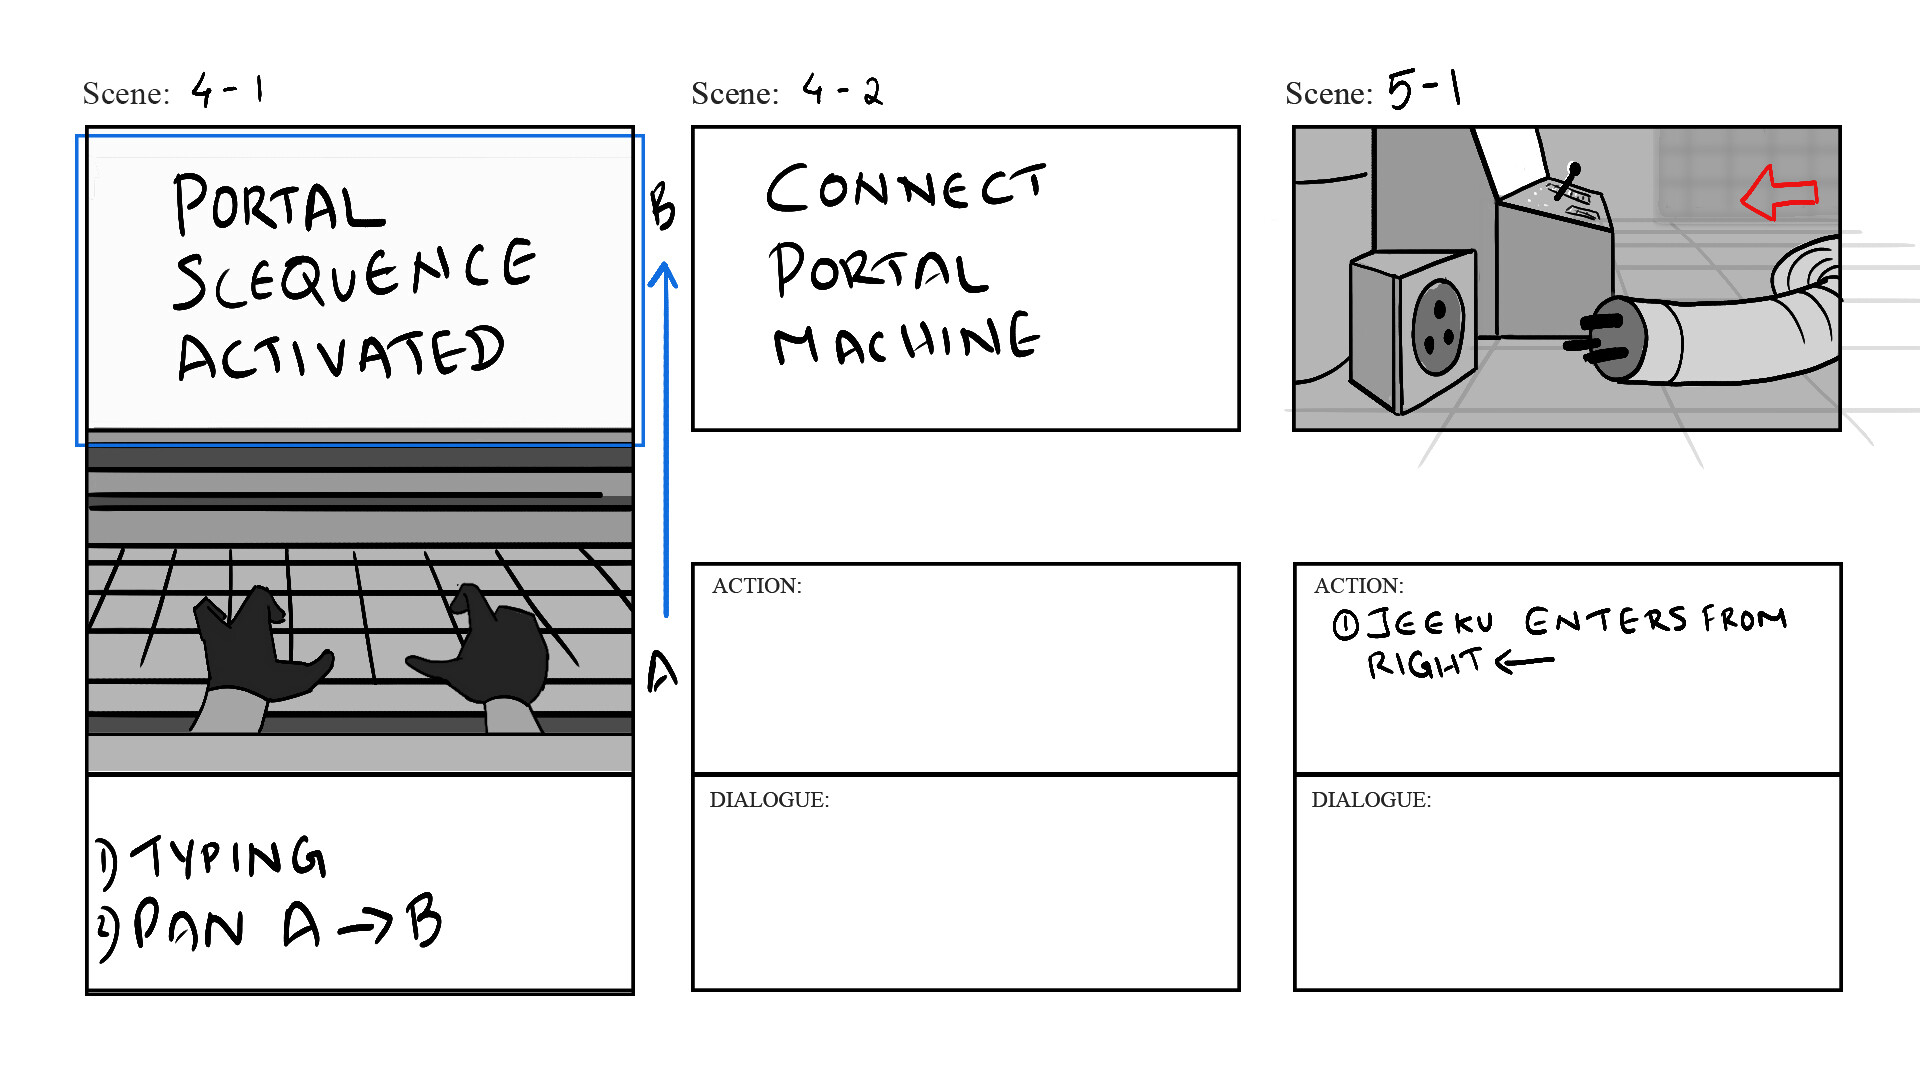 Scene: 4-1
PORTAL
SCEQUENCE
ACTIVATED
B
A
1) TYPING
2) PAN A → B
Scene: 4-2
CONNECT
PORTAL
MACHINE
ACTION:
DIALOGUE:
Scene: 5-1
ACTION:
① JEEKU ENTERS FROM
RIGHT ←
DIALOGUE: